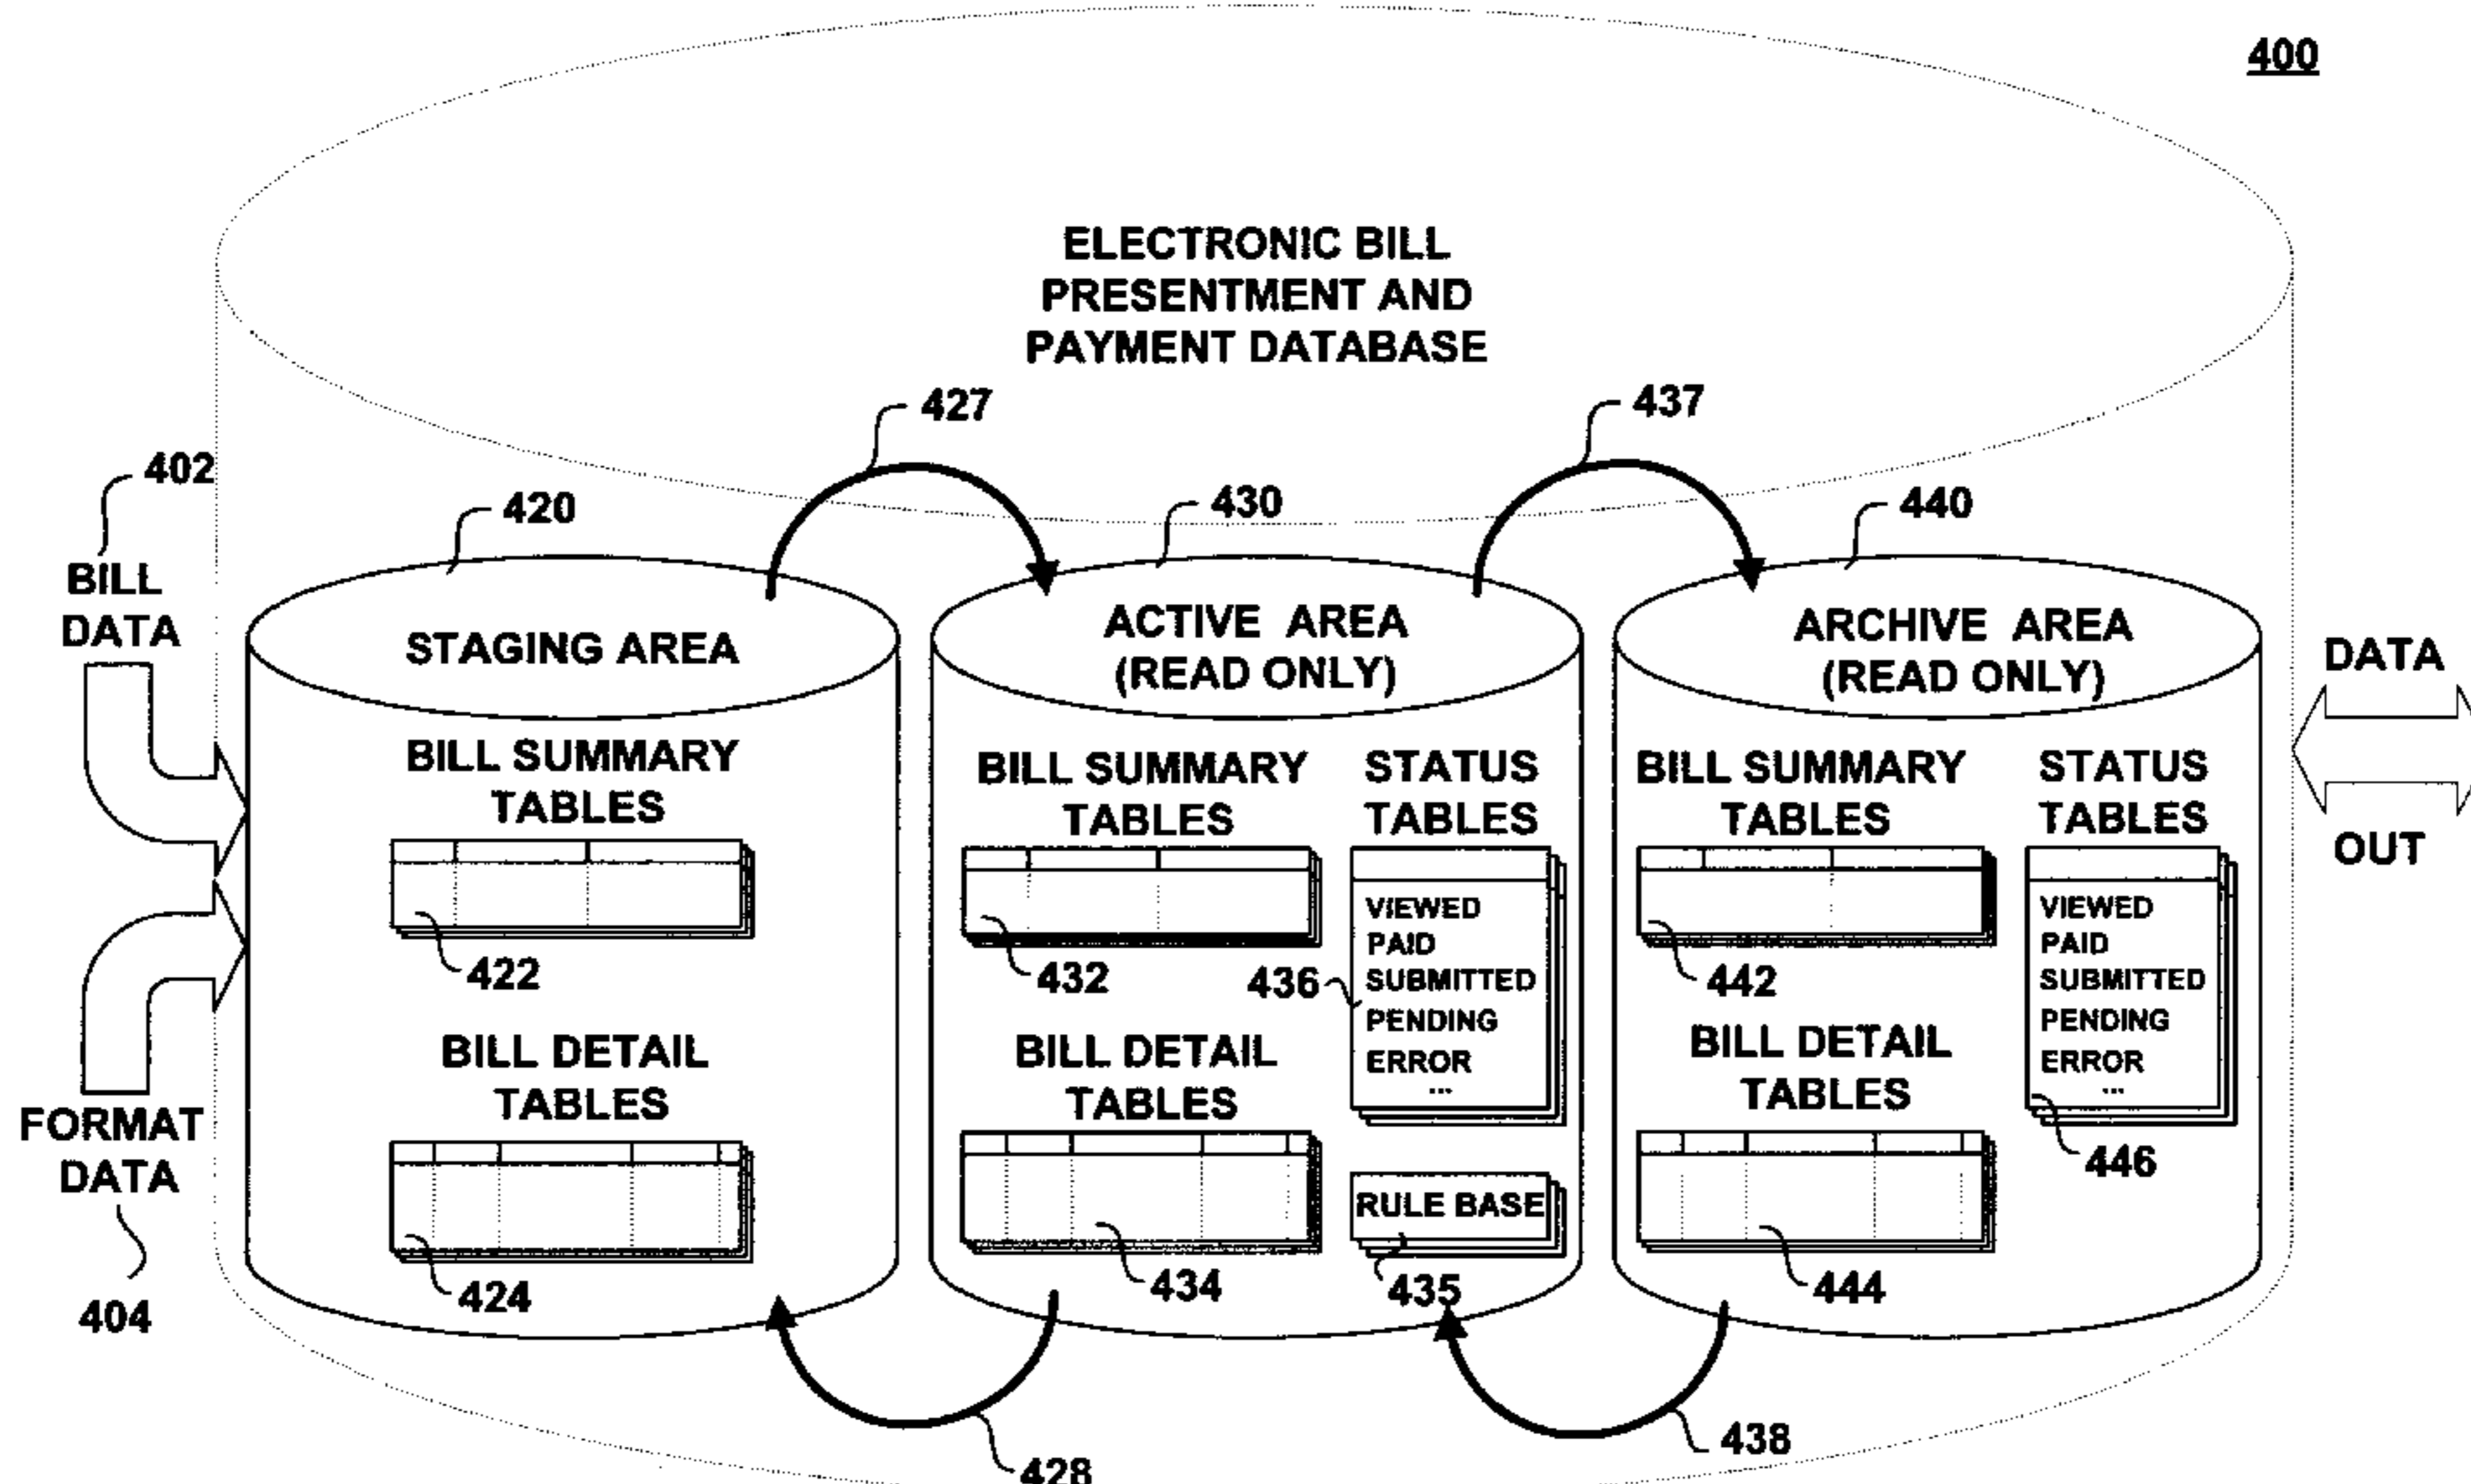 400
ELECTRONIC BILL
PRESENTMENT AND
PAYMENT DATABASE
427
437
402
420
430
440
BILL
DATA
STAGING AREA
ACTIVE AREA
(READ ONLY)
ARCHIVE AREA
(READ ONLY)
DATA
OUT
BILL SUMMARY
TABLES
422
BILL DETAIL
TABLES
424
BILL SUMMARY
TABLES
432
BILL DETAIL
TABLES
434
STATUS
TABLES
VIEWED
PAID
SUBMITTED
PENDING
ERROR
...
436
RULE BASE
435
BILL SUMMARY
TABLES
442
BILL DETAIL
TABLES
444
STATUS
TABLES
VIEWED
PAID
SUBMITTED
PENDING
ERROR
...
446
FORMAT
DATA
404
428
438